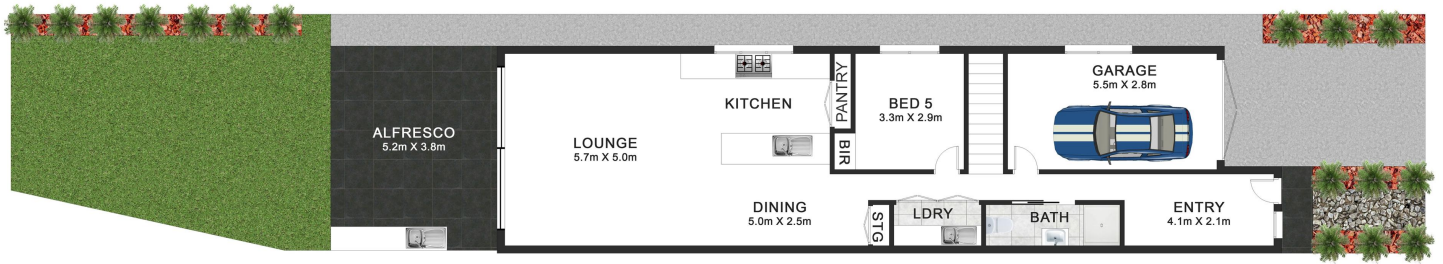 ALFRESCO
5.2m X 3.8m
LOUNGE
5.7m X 5.0m
KITCHEN
PANTRY
BIR
BED 5
3.3m X 2.9m
GARAGE
5.5m X 2.8m
DINING
5.0m X 2.5m
STG
LDRY
BATH
ENTRY
4.1m X 2.1m